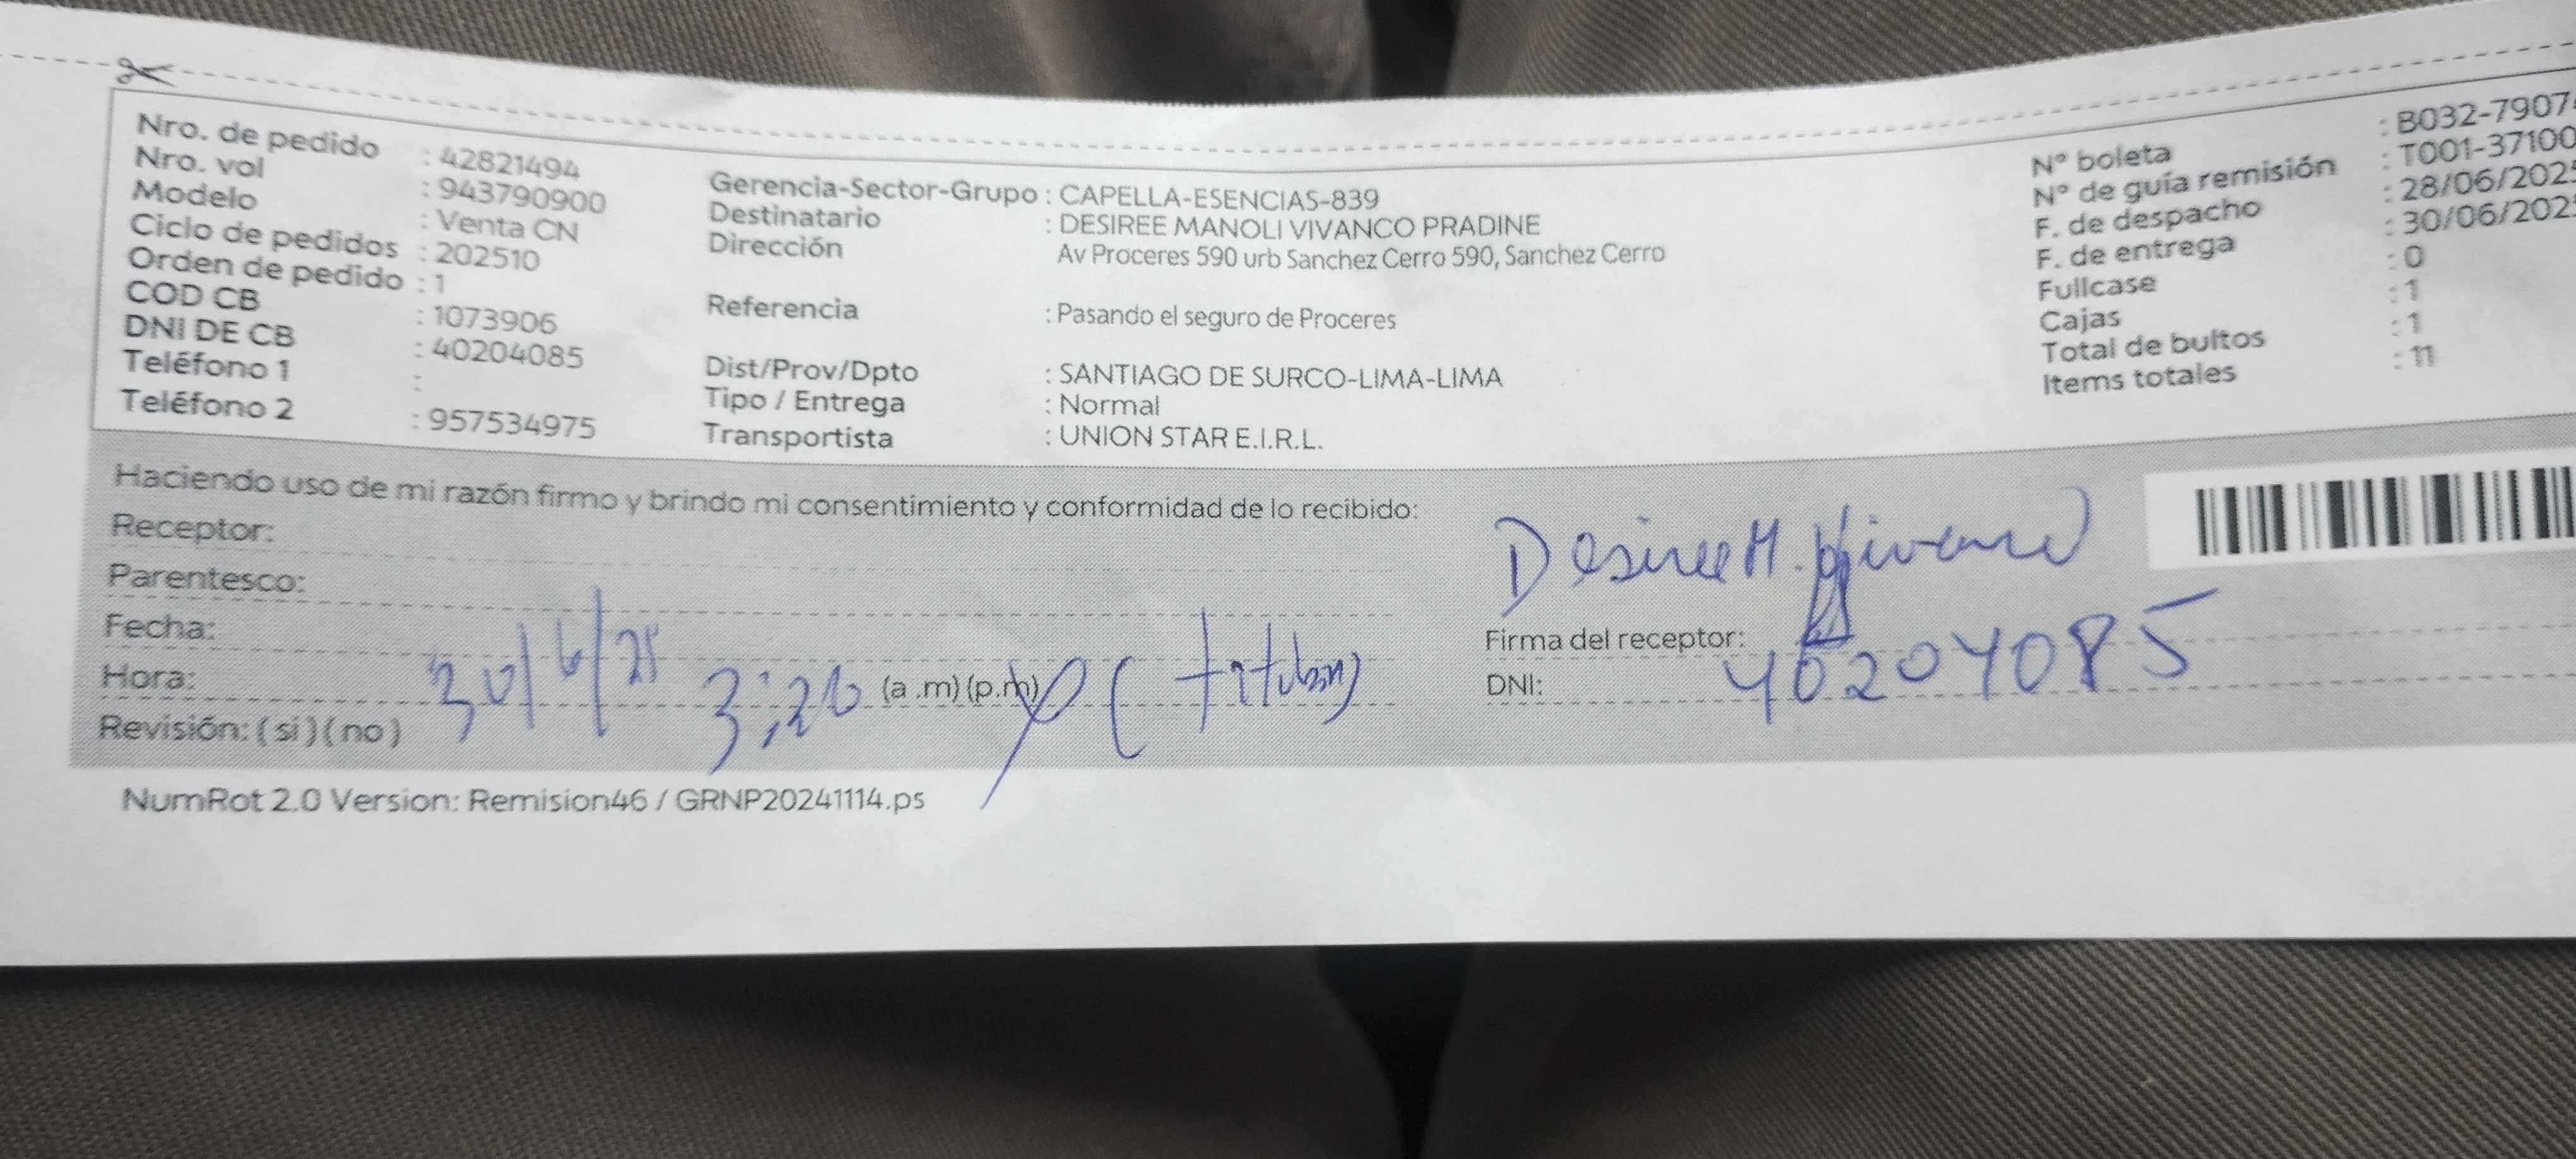 Nro. de pedido : 42821494
Nro. vol : 943790900
Modelo : Venta CN
Ciclo de pedidos : 202510
Orden de pedido : 1
COD CB : 1073906
DNI DE CB : 40204085
Teléfono 1 :
Teléfono 2 : 957534975
Gerencia-Sector-Grupo : CAPELLA-ESENCIAS-839
Destinatario : DESIREE MANOLI VIVANCO PRADINE
Dirección Av Proceres 590 urb Sanchez Cerro 590, Sanchez Cerro
Referencia : Pasando el seguro de Proceres
Dist/Prov/Dpto : SANTIAGO DE SURCO-LIMA-LIMA
Tipo / Entrega : Normal
Transportista : UNION STAR E.I.R.L.
N° boleta : B032-7907
N° de guía remisión : T001-37100
F. de despacho : 28/06/202
F. de entrega : 30/06/202
Fullcase : 0
Cajas : 1
Total de bultos : 1
Items totales : 11
Haciendo uso de mi razón firmo y brindo mi consentimiento y conformidad de lo recibido:
Receptor:
Parentesco:
Fecha: 30/6/25
Hora: 3:20 (a .m) (p.m) (titular)
Revisión: ( si ) ( no )
Desiree M. Vivanco
Firma del receptor:
DNI: 40204085
NumRot 2.0 Version: Remision46 / GRNP20241114.ps